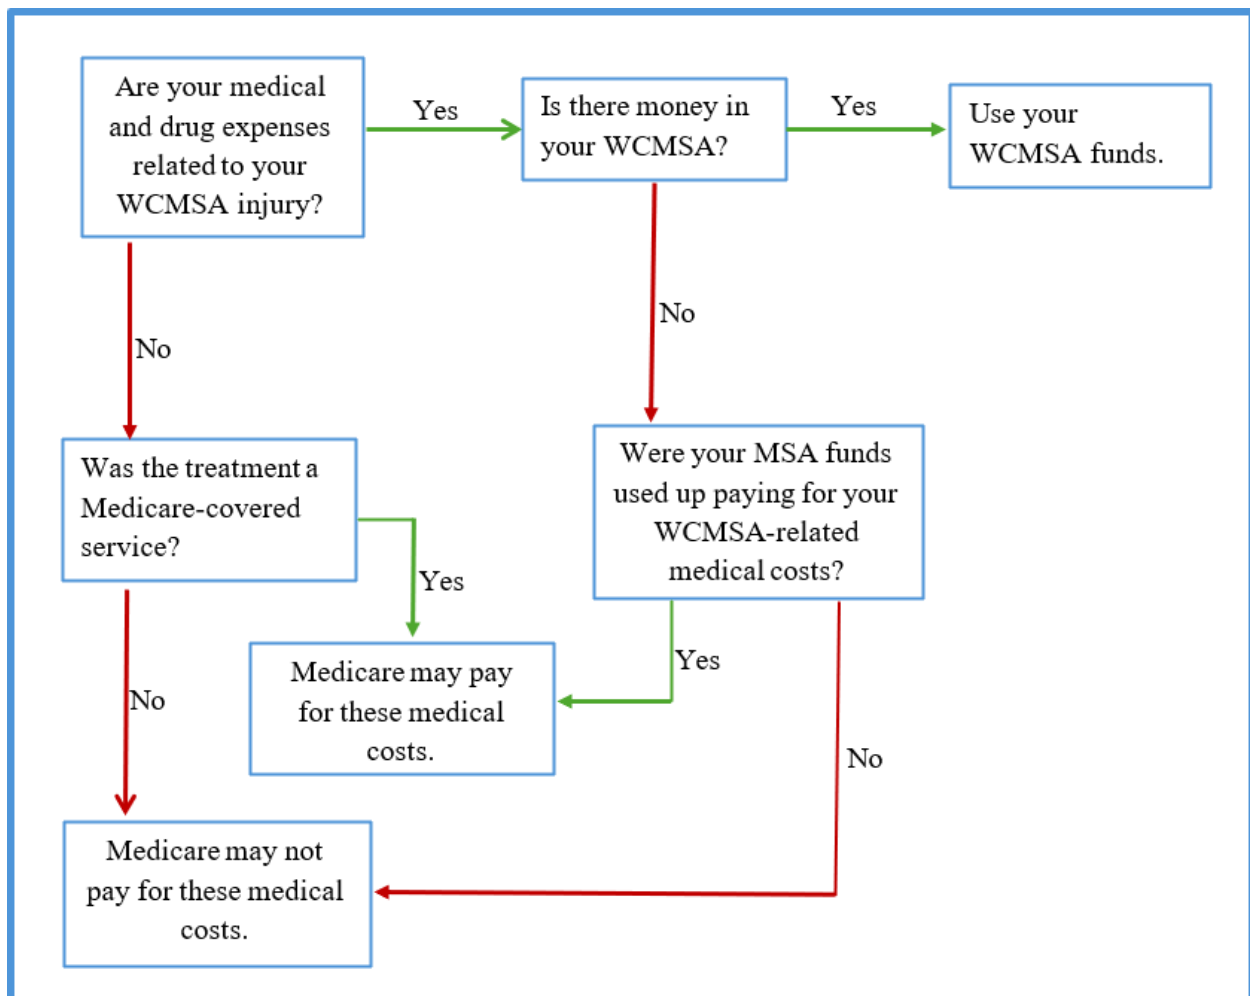 Are your medical
and drug expenses
related to your
WCMSA injury?
Yes
Is there money in
your WCMSA?
Yes
Use your
WCMSA funds.
No
No
Was the treatment a
Medicare-covered
service?
Yes
Were your MSA funds
used up paying for your
WCMSA-related
medical costs?
Yes
No
No
Medicare may pay
for these medical
costs.
Medicare may not
pay for these medical
costs.